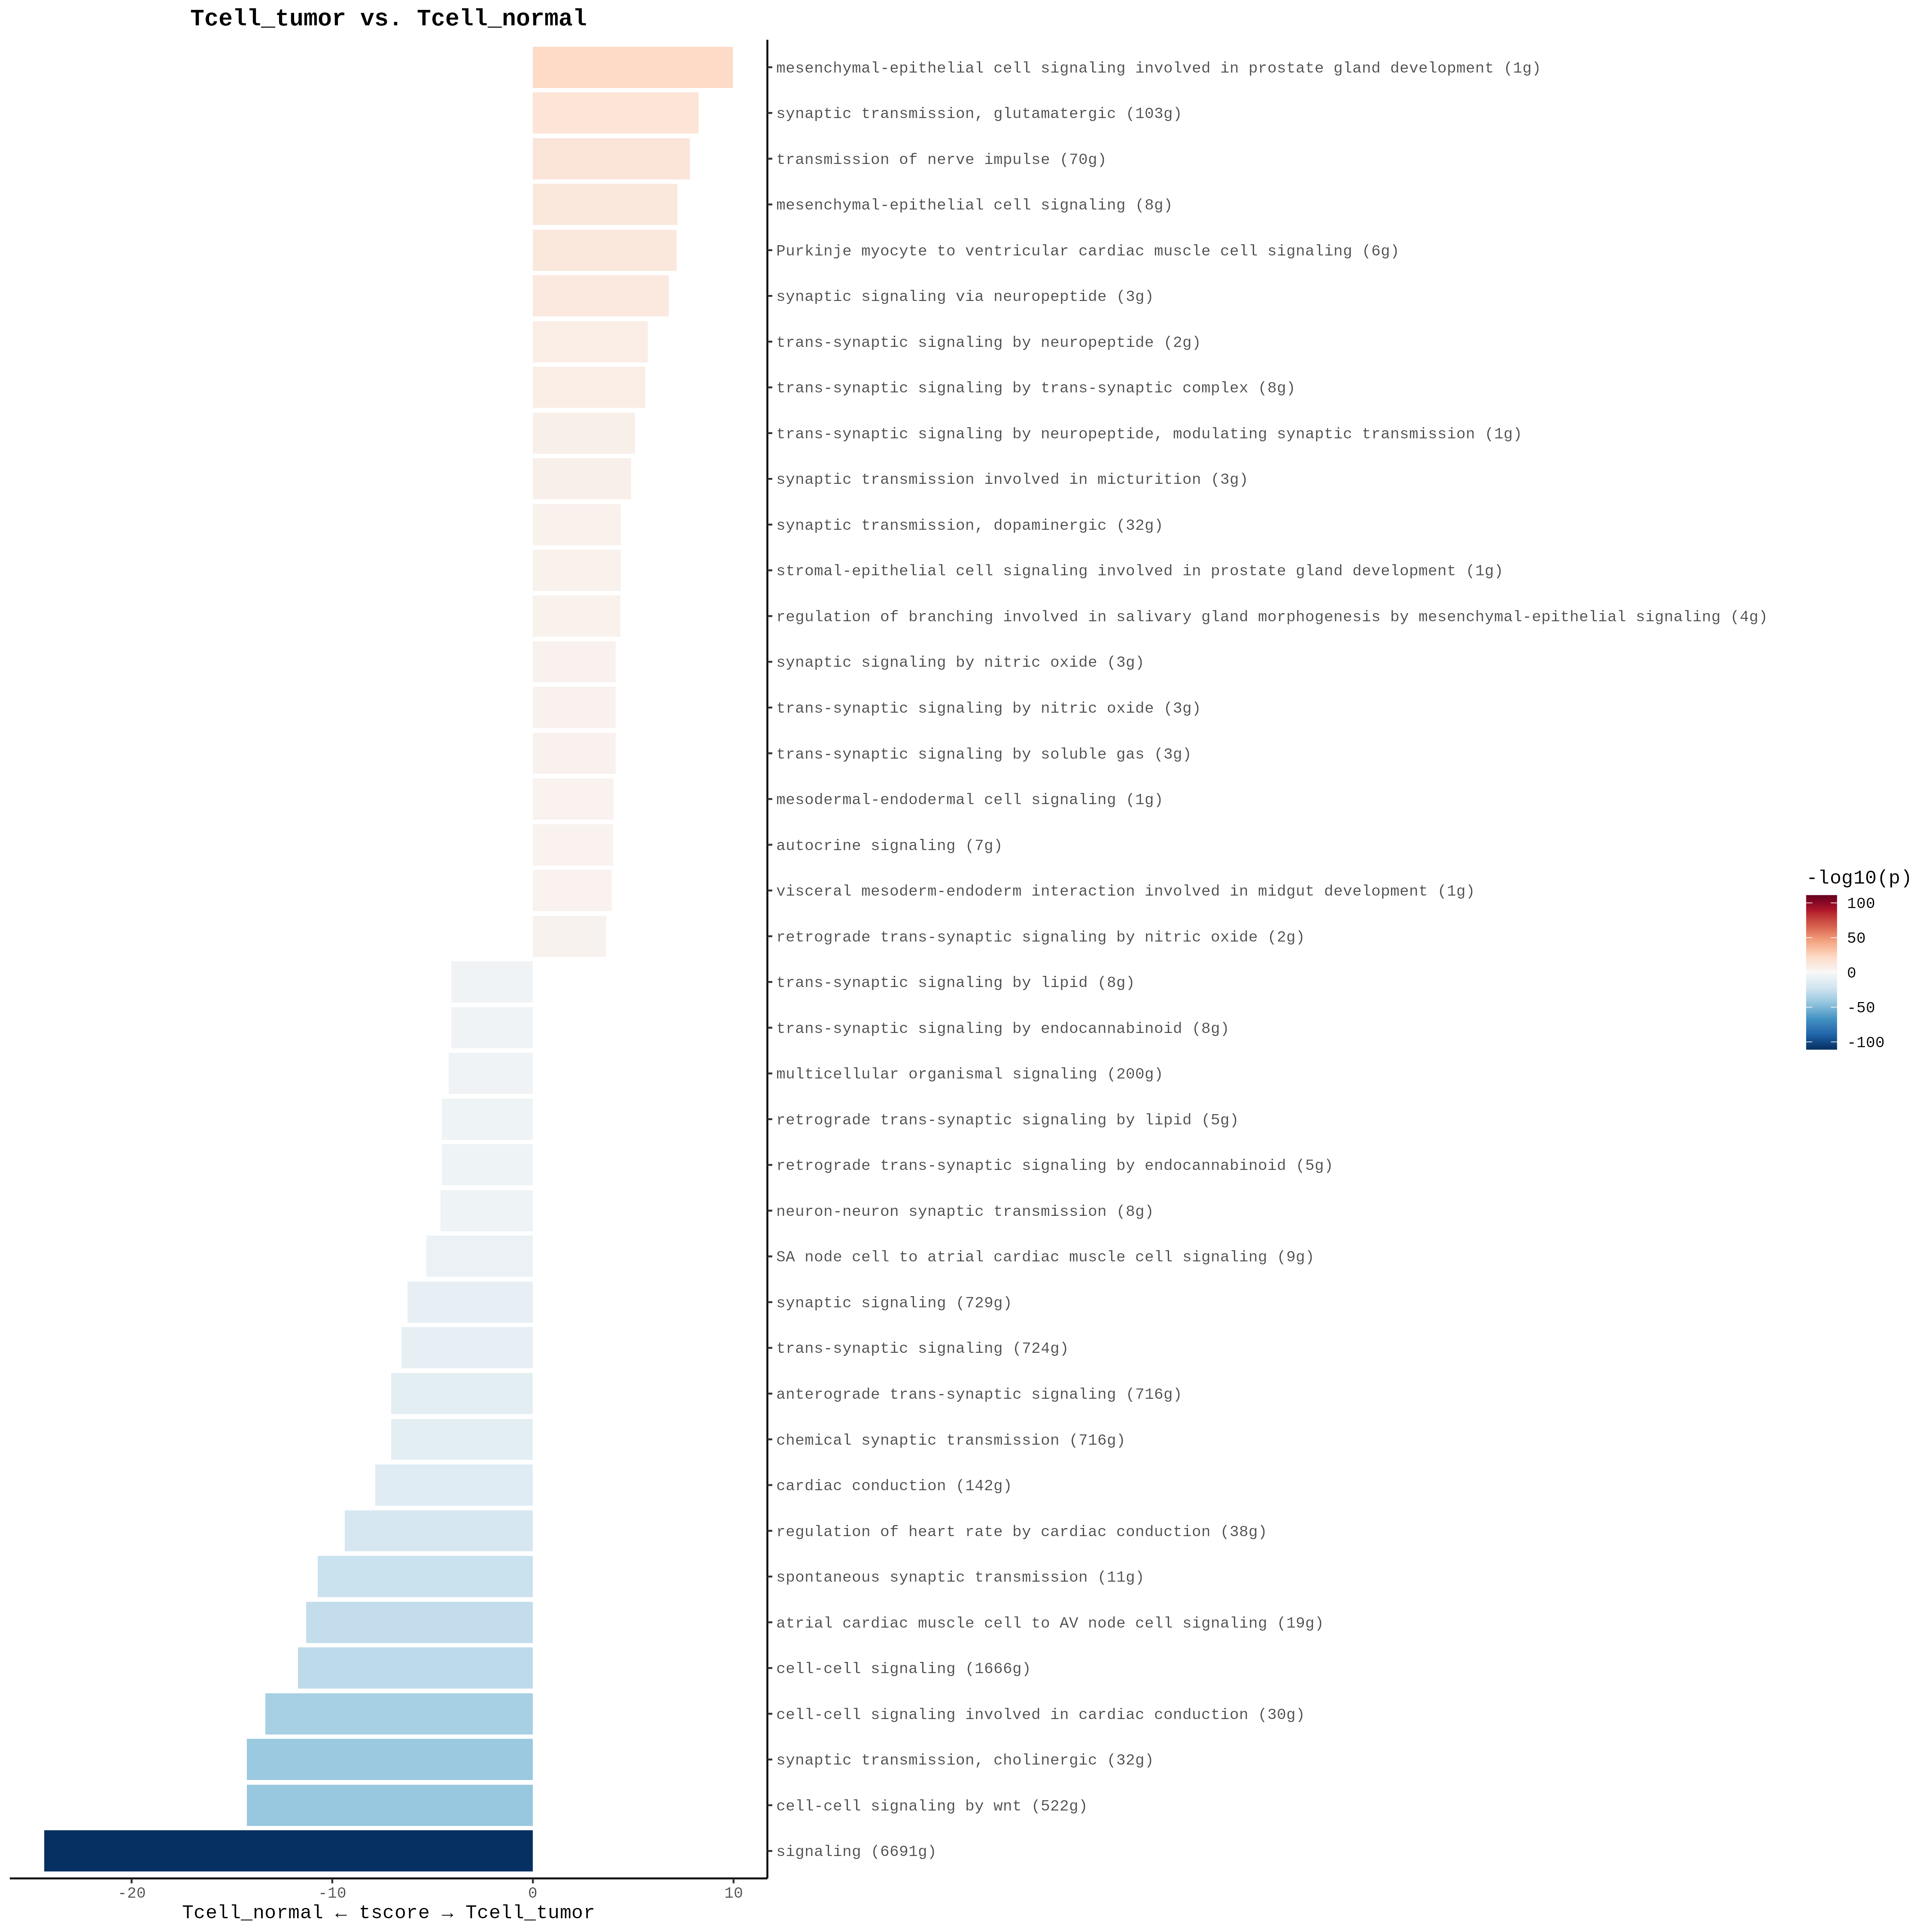 Tcell_tumor vs. Tcell_normal
mesenchymal-epithelial cell signaling involved in prostate gland development (1g)
synaptic transmission, glutamatergic (103g)
transmission of nerve impulse (70g)
mesenchymal-epithelial cell signaling (8g)
Purkinje myocyte to ventricular cardiac muscle cell signaling (6g)
synaptic signaling via neuropeptide (3g)
trans-synaptic signaling by neuropeptide (2g)
trans-synaptic signaling by trans-synaptic complex (8g)
trans-synaptic signaling by neuropeptide, modulating synaptic transmission (1g)
synaptic transmission involved in micturition (3g)
synaptic transmission, dopaminergic (32g)
stromal-epithelial cell signaling involved in prostate gland development (1g)
regulation of branching involved in salivary gland morphogenesis by mesenchymal-epithelial signaling (4g)
synaptic signaling by nitric oxide (3g)
trans-synaptic signaling by nitric oxide (3g)
trans-synaptic signaling by soluble gas (3g)
mesodermal-endodermal cell signaling (1g)
autocrine signaling (7g)
visceral mesoderm-endoderm interaction involved in midgut development (1g)
retrograde trans-synaptic signaling by nitric oxide (2g)
trans-synaptic signaling by lipid (8g)
trans-synaptic signaling by endocannabinoid (8g)
multicellular organismal signaling (200g)
retrograde trans-synaptic signaling by lipid (5g)
retrograde trans-synaptic signaling by endocannabinoid (5g)
neuron-neuron synaptic transmission (8g)
SA node cell to atrial cardiac muscle cell signaling (9g)
synaptic signaling (729g)
trans-synaptic signaling (724g)
anterograde trans-synaptic signaling (716g)
chemical synaptic transmission (716g)
cardiac conduction (142g)
regulation of heart rate by cardiac conduction (38g)
spontaneous synaptic transmission (11g)
atrial cardiac muscle cell to AV node cell signaling (19g)
cell-cell signaling (1666g)
cell-cell signaling involved in cardiac conduction (30g)
synaptic transmission, cholinergic (32g)
cell-cell signaling by wnt (522g)
signaling (6691g)
-20 -10 0 10
Tcell_normal ← tscore → Tcell_tumor
-log10(p)
100
50
0
-50
-100